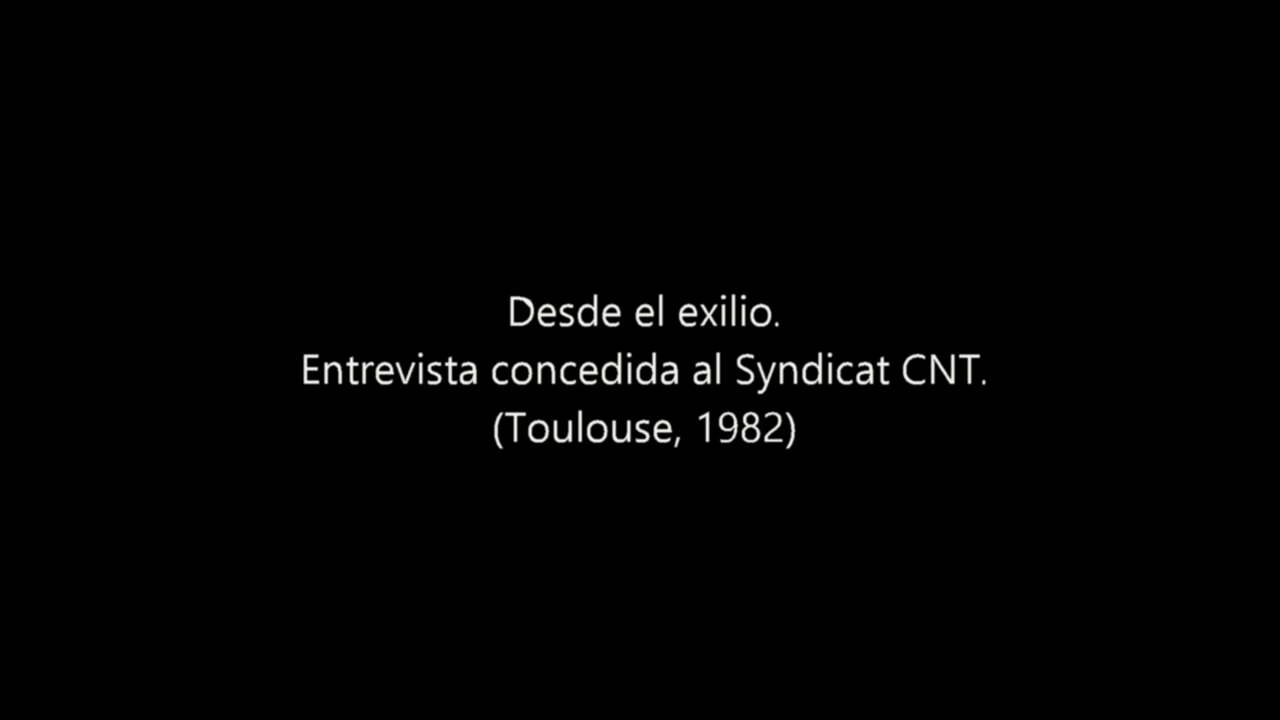 Desde el exilio.
Entrevista concedida al Syndicat CNT.
(Toulouse, 1982)